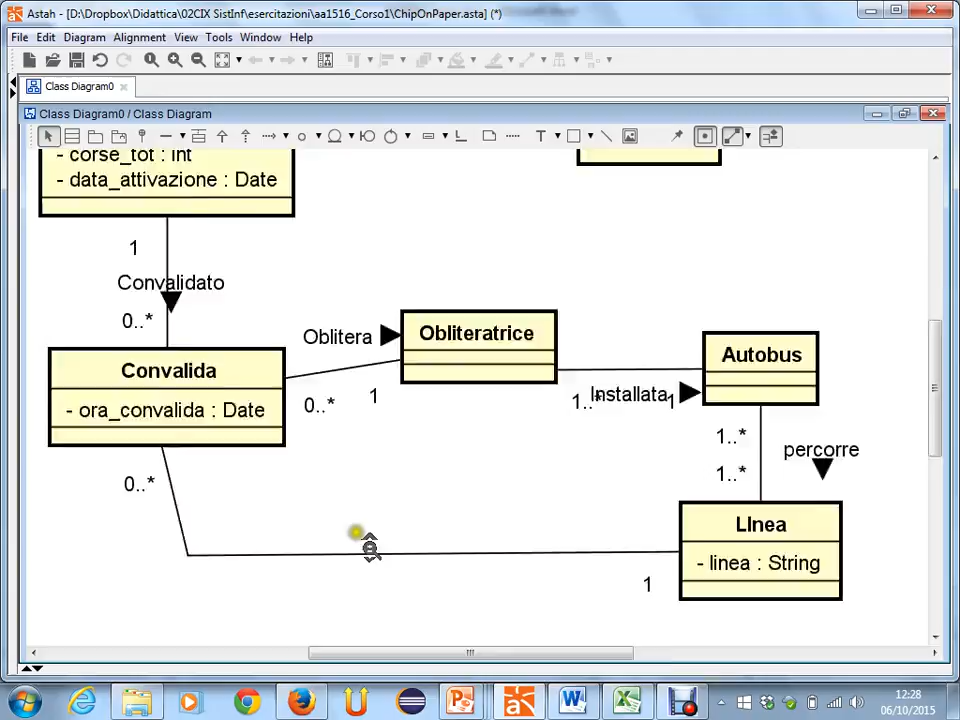 Astah - [D:\Dropbox\Didattica\02CIX SistInf\esercitazioni\aa1516_Corso1\ChipOnPaper.asta] (*)
File Edit Diagram Alignment View Tools Window Help
Class Diagram0
Class Diagram0 / Class Diagram
- corse_tot : int
- data_attivazione : Date
1
Convalidato
0..*
Convalida
- ora_convalida : Date
Oblitera
0..*
1
Obliteratrice
1..*
Installata
1
Autobus
1..*
percorre
1..*
LInea
- linea : String
0..*
1
12:28
06/10/2015